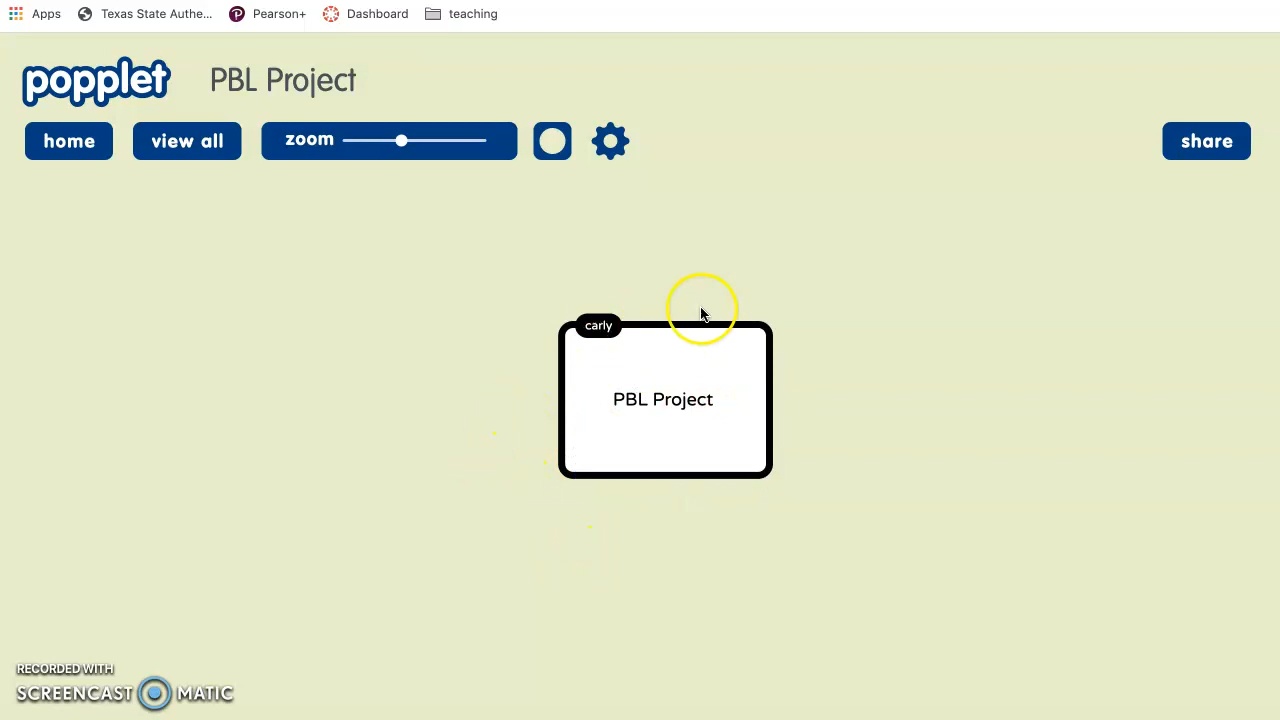 Apps Texas State Authe... Pearson+ Dashboard teaching
popplet PBL Project
home view all zoom share
carly
PBL Project
RECORDED WITH
SCREENCAST MATIC